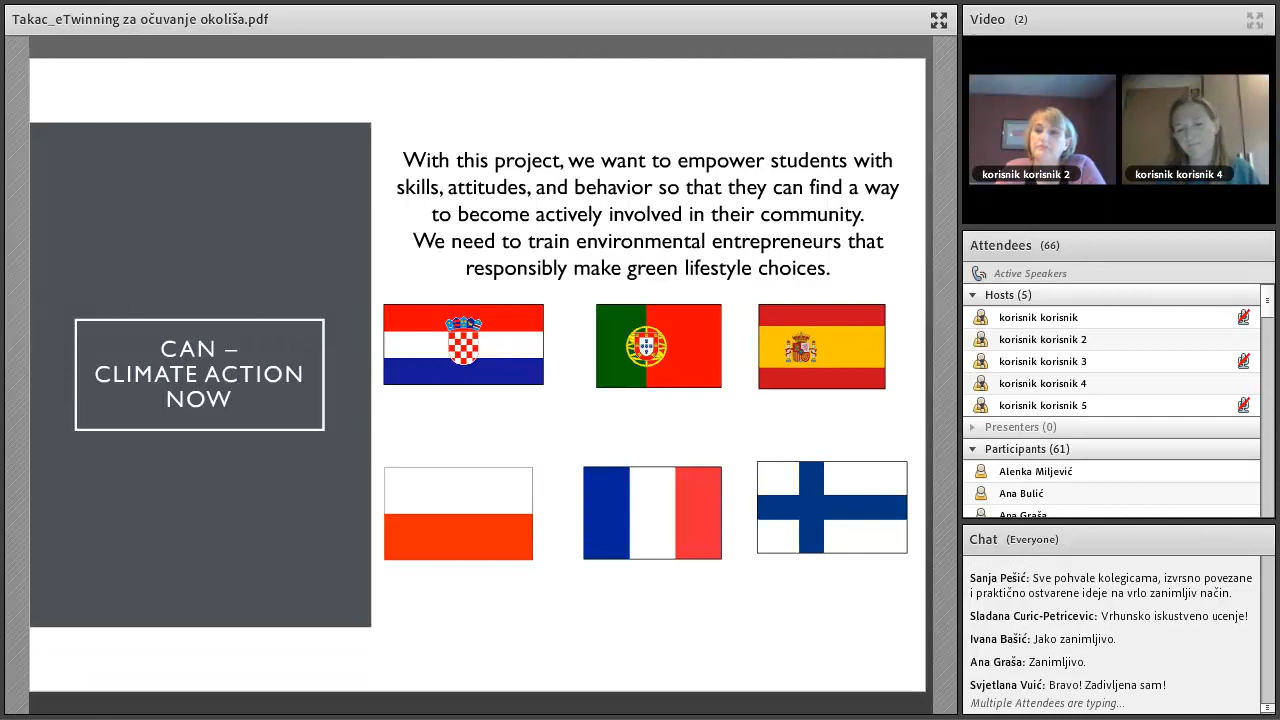 Takac_eTwinning za očuvanje okoliša.pdf
CAN –
CLIMATE ACTION
NOW
With this project, we want to empower students with
skills, attitudes, and behavior so that they can find a way
to become actively involved in their community.
We need to train environmental entrepreneurs that
responsibly make green lifestyle choices.
Video (2)
korisnik korisnik 2
korisnik korisnik 4
Attendees (66)
Active Speakers
Hosts (5)
korisnik korisnik
korisnik korisnik 2
korisnik korisnik 3
korisnik korisnik 4
korisnik korisnik 5
Presenters (0)
Participants (61)
Alenka Miljević
Ana Bulić
Ana Graša
Chat (Everyone)
Sanja Pešić: Sve pohvale kolegicama, izvrsno povezane
i praktično ostvarene ideje na vrlo zanimljiv način.
Sladana Curic-Petricevic: Vrhunsko iskustveno ucenje!
Ivana Bašić: Jako zanimljivo.
Ana Graša: Zanimljivo.
Svjetlana Vuić: Bravo! Zadivljena sam!
Multiple Attendees are typing...